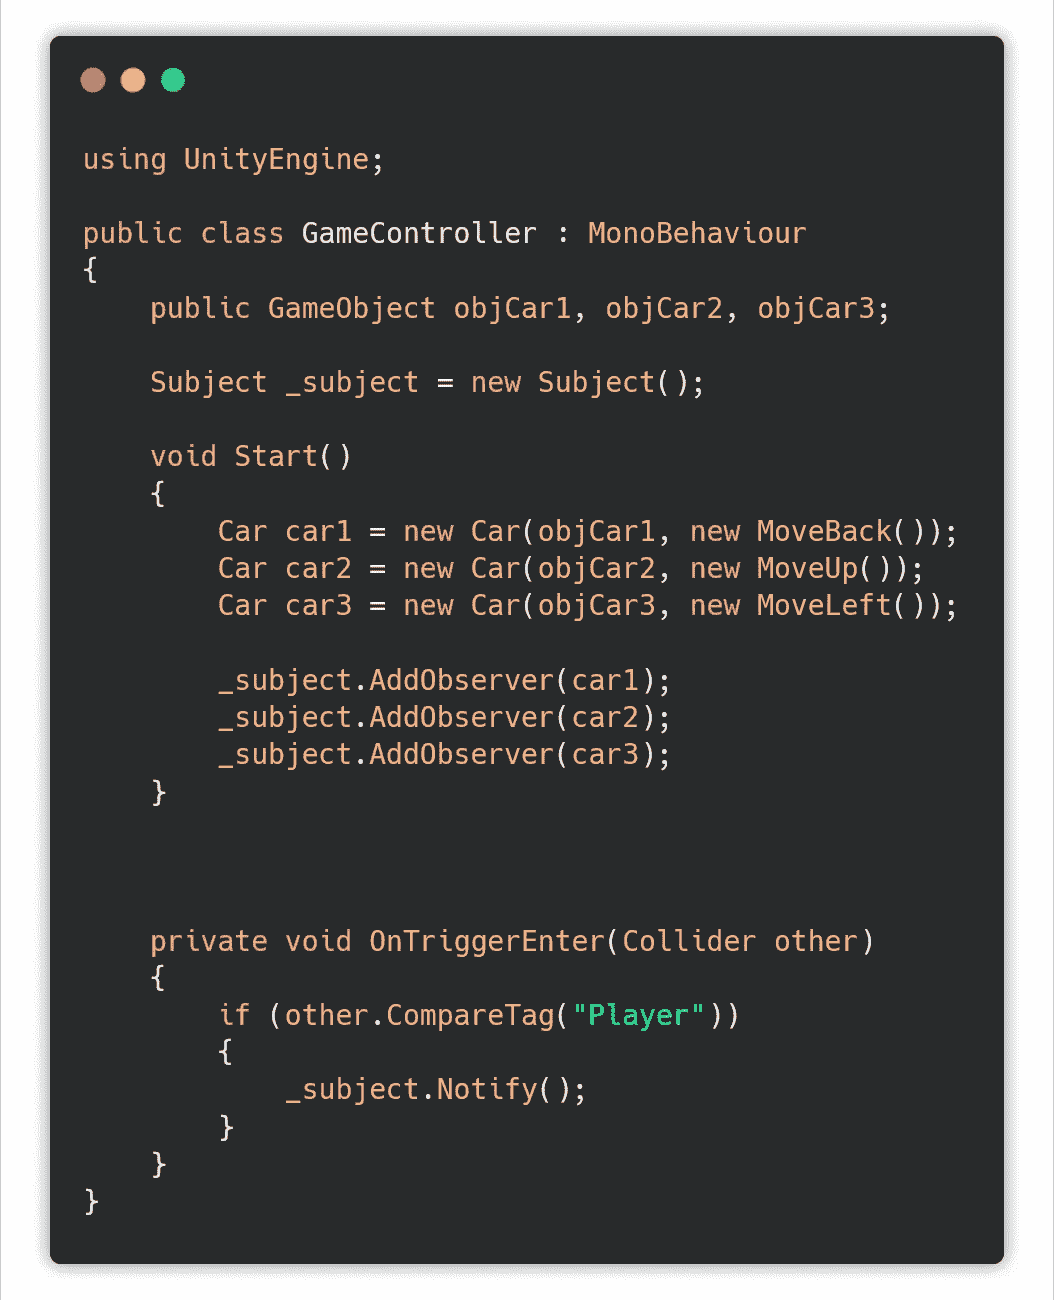 using UnityEngine;
public class GameController : MonoBehaviour
{
    public GameObject objCar1, objCar2, objCar3;
    Subject _subject = new Subject();
    void Start()
    {
        Car car1 = new Car(objCar1, new MoveBack());
        Car car2 = new Car(objCar2, new MoveUp());
        Car car3 = new Car(objCar3, new MoveLeft());
        _subject.AddObserver(car1);
        _subject.AddObserver(car2);
        _subject.AddObserver(car3);
    }
    private void OnTriggerEnter(Collider other)
    {
        if (other.CompareTag("Player"))
        {
            _subject.Notify();
        }
    }
}